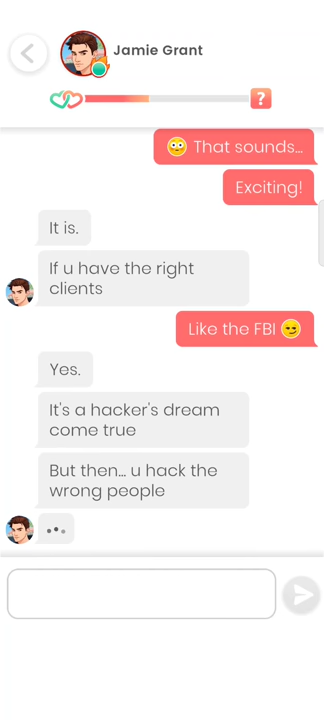 Jamie Grant
?
😳 That sounds...
Exciting!
It is.
If u have the right
clients
Like the FBI 😏
Yes.
It's a hacker's dream
come true
But then... u hack the
wrong people